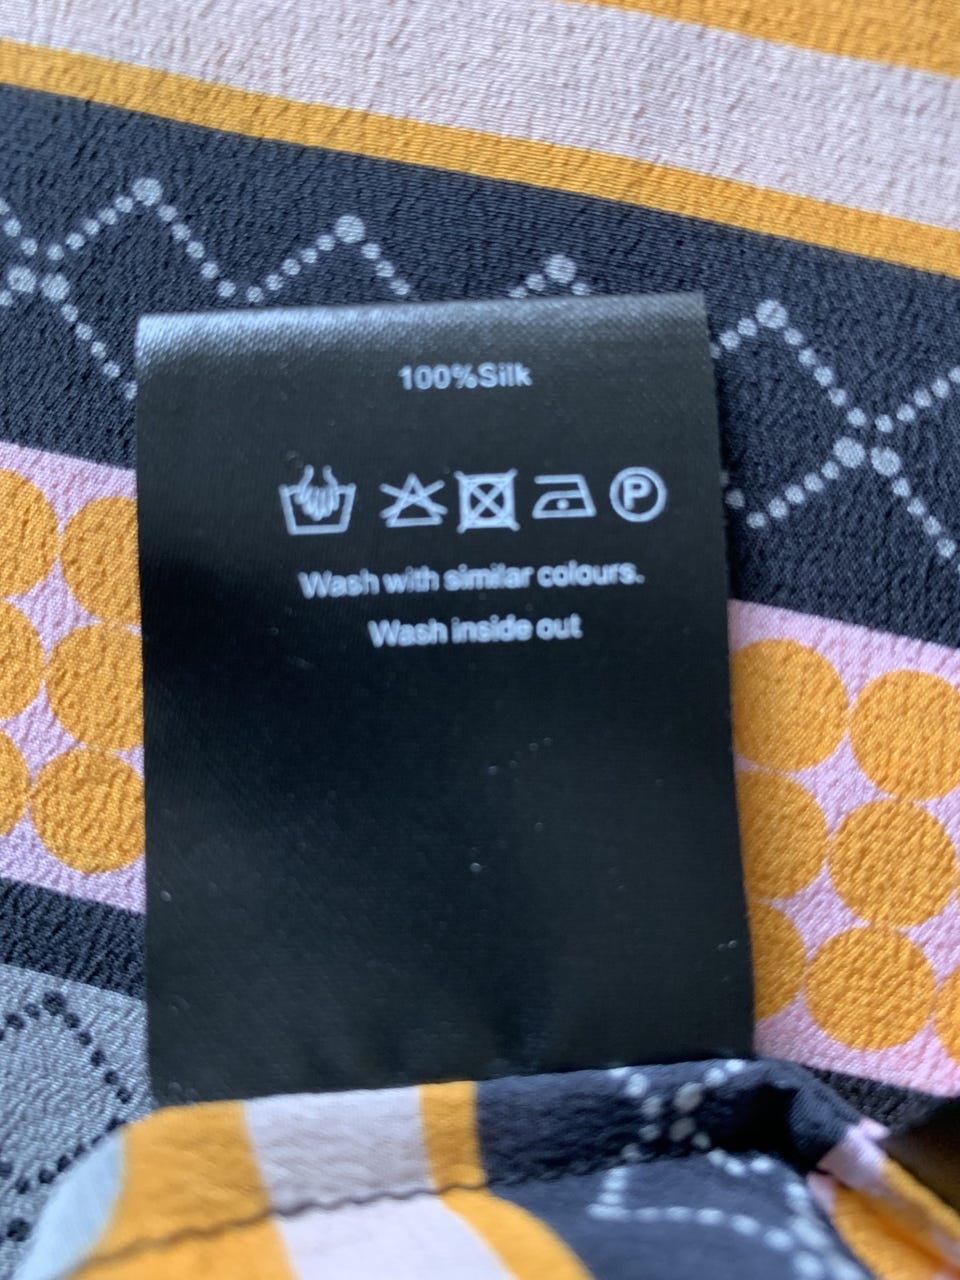 100%Silk
P
Wash with similar colours.
Wash inside out